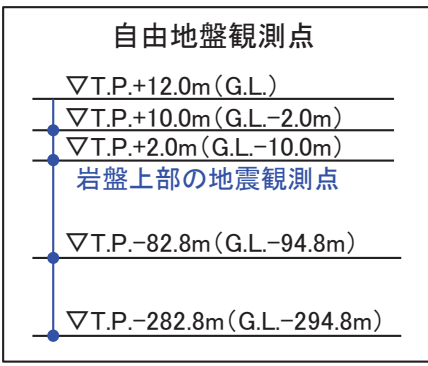 自由地盤観測点
▽T.P.+12.0m(G.L.)
▽T.P.+10.0m(G.L.-2.0m)
▽T.P.+2.0m(G.L.-10.0m)
岩盤上部の地震観測点
▽T.P.-82.8m(G.L.-94.8m)
▽T.P.-282.8m(G.L.-294.8m)